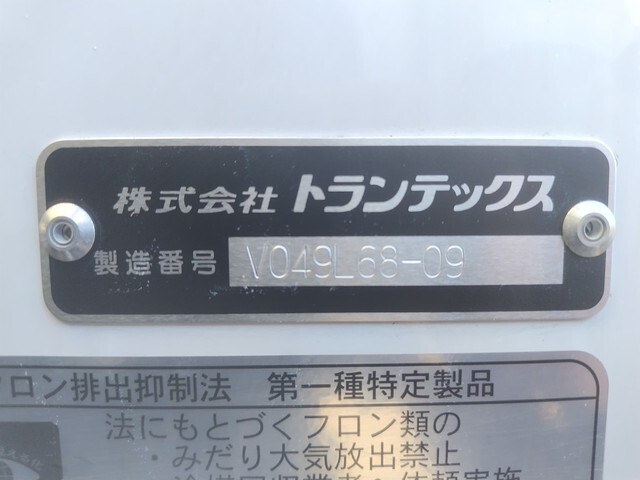 株式会社 トランテックス
製造番号 V049L68-09
フロン排出抑制法 第一種特定製品
法にもとづくフロン類の
・みだり大気放出禁止